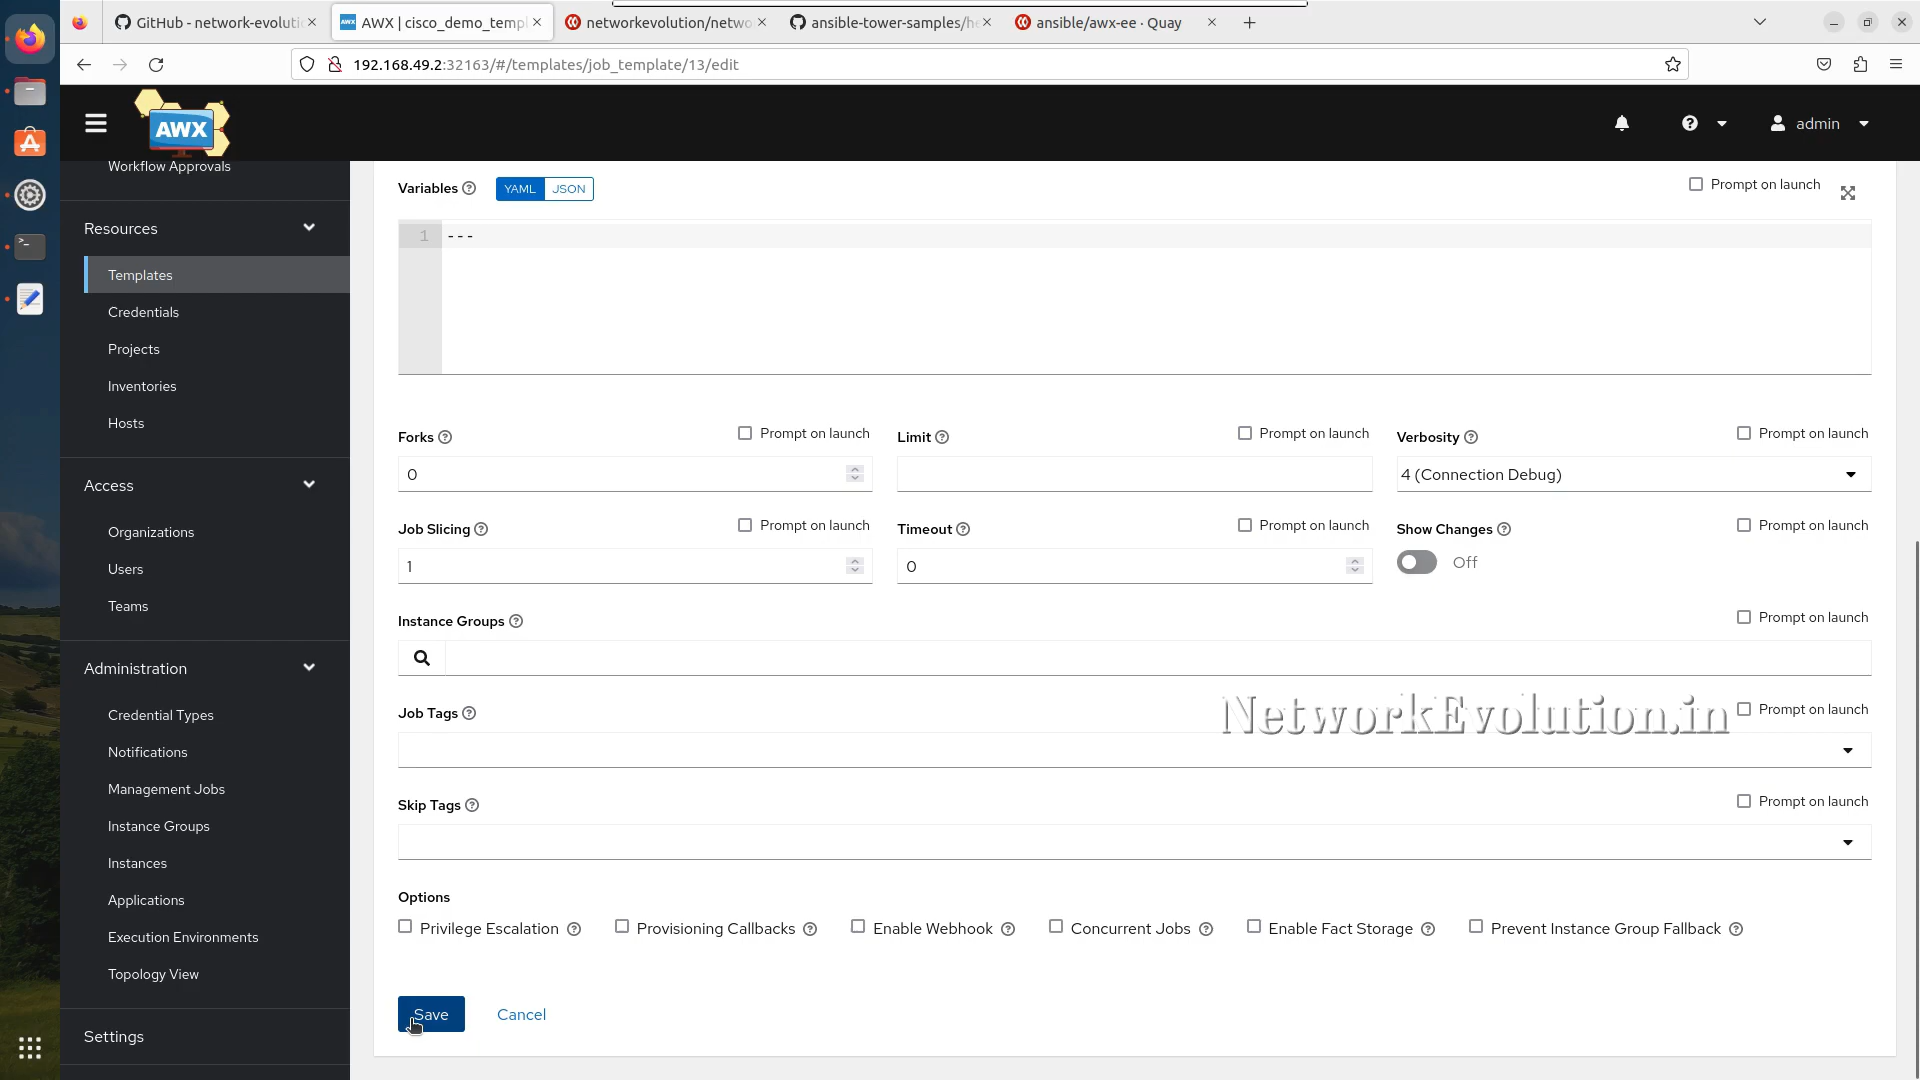 GitHub - network-evoluti
AWX | cisco_demo_templ
networkevolution/netwo
ansible-tower-samples/he
ansible/awx-ee · Quay
192.168.49.2:32163/#/templates/job_template/13/edit
AWX
admin
Workflow Approvals
Resources
Templates
Credentials
Projects
Inventories
Hosts
Access
Organizations
Users
Teams
Administration
Credential Types
Notifications
Management Jobs
Instance Groups
Instances
Applications
Execution Environments
Topology View
Settings
Variables YAML JSON Prompt on launch
1 ---
Forks Prompt on launch
0
Limit Prompt on launch
Verbosity Prompt on launch
4 (Connection Debug)
Job Slicing Prompt on launch
1
Timeout Prompt on launch
0
Show Changes Prompt on launch
Off
Instance Groups Prompt on launch
Job Tags Prompt on launch
NetworkEvolution.in
Skip Tags Prompt on launch
Options
Privilege Escalation Provisioning Callbacks Enable Webhook Concurrent Jobs Enable Fact Storage Prevent Instance Group Fallback
Save Cancel